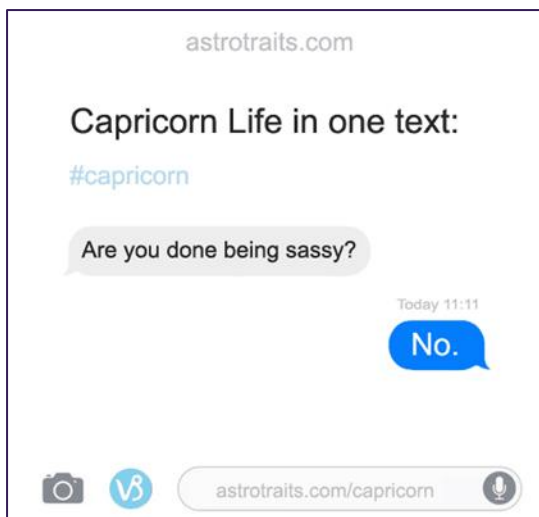 astrotraits.com
Capricorn Life in one text:
#capricorn
Are you done being sassy?
Today 11:11
No.
astrotraits.com/capricorn